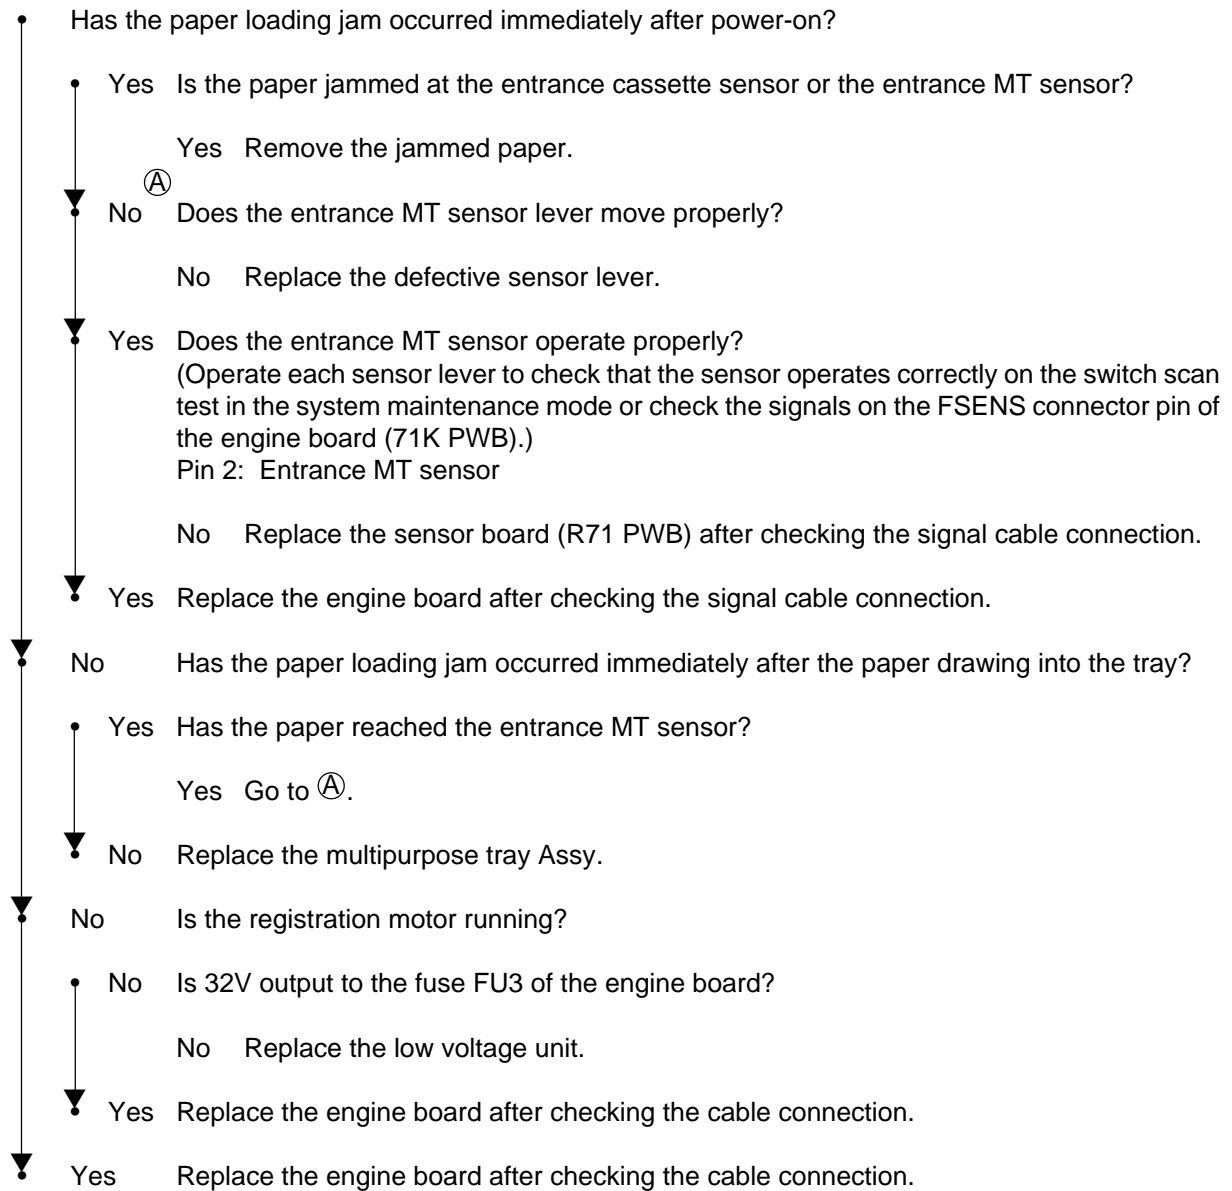 Has the paper loading jam occurred immediately after power-on?
Yes Is the paper jammed at the entrance cassette sensor or the entrance MT sensor?
Yes Remove the jammed paper.
Ⓐ
No Does the entrance MT sensor lever move properly?
No Replace the defective sensor lever.
Yes Does the entrance MT sensor operate properly?
(Operate each sensor lever to check that the sensor operates correctly on the switch scan
test in the system maintenance mode or check the signals on the FSENS connector pin of
the engine board (71K PWB).)
Pin 2: Entrance MT sensor
No Replace the sensor board (R71 PWB) after checking the signal cable connection.
Yes Replace the engine board after checking the signal cable connection.
No Has the paper loading jam occurred immediately after the paper drawing into the tray?
Yes Has the paper reached the entrance MT sensor?
Yes Go to Ⓐ.
No Replace the multipurpose tray Assy.
No Is the registration motor running?
No Is 32V output to the fuse FU3 of the engine board?
No Replace the low voltage unit.
Yes Replace the engine board after checking the cable connection.
Yes Replace the engine board after checking the cable connection.